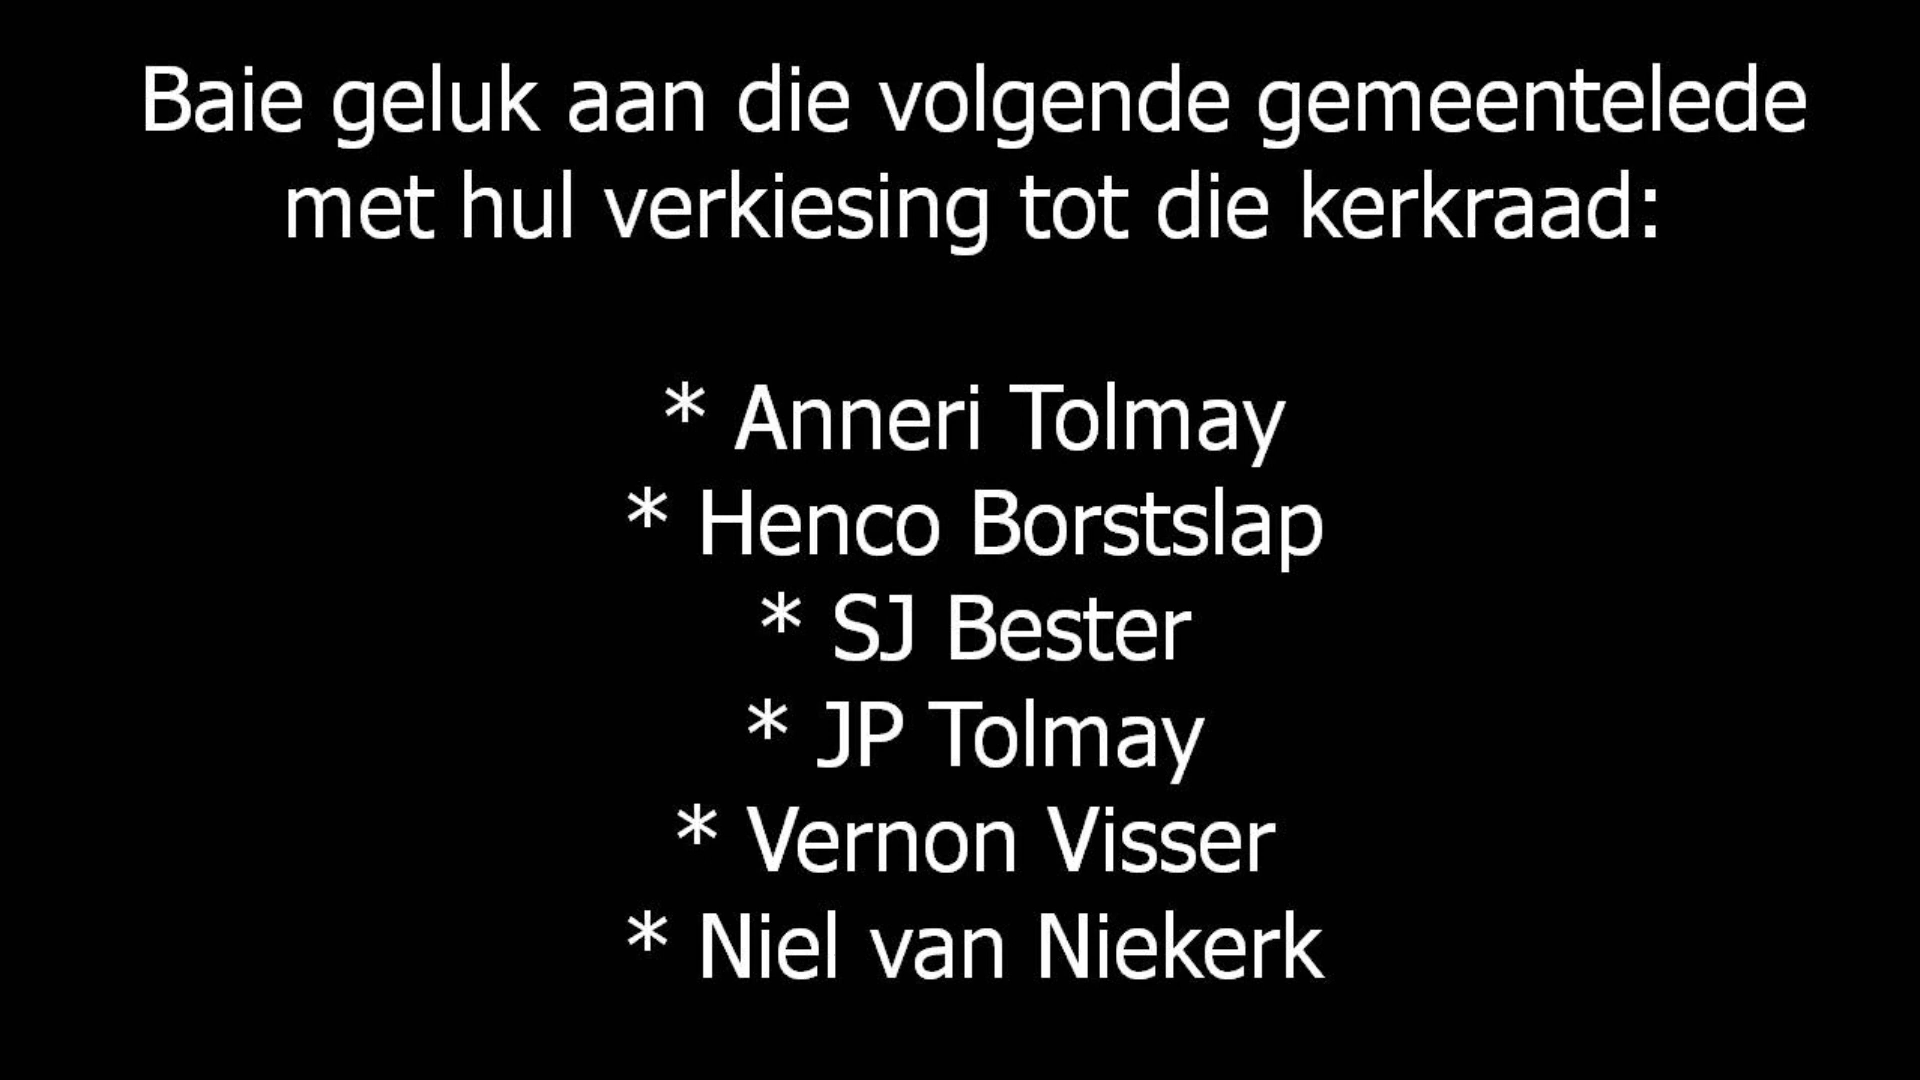 Baie geluk aan die volgende gemeentelede
met hul verkiesing tot die kerkraad:
* Anneri Tolmay
* Henco Borstslap
* SJ Bester
* JP Tolmay
* Vernon Visser
* Niel van Niekerk